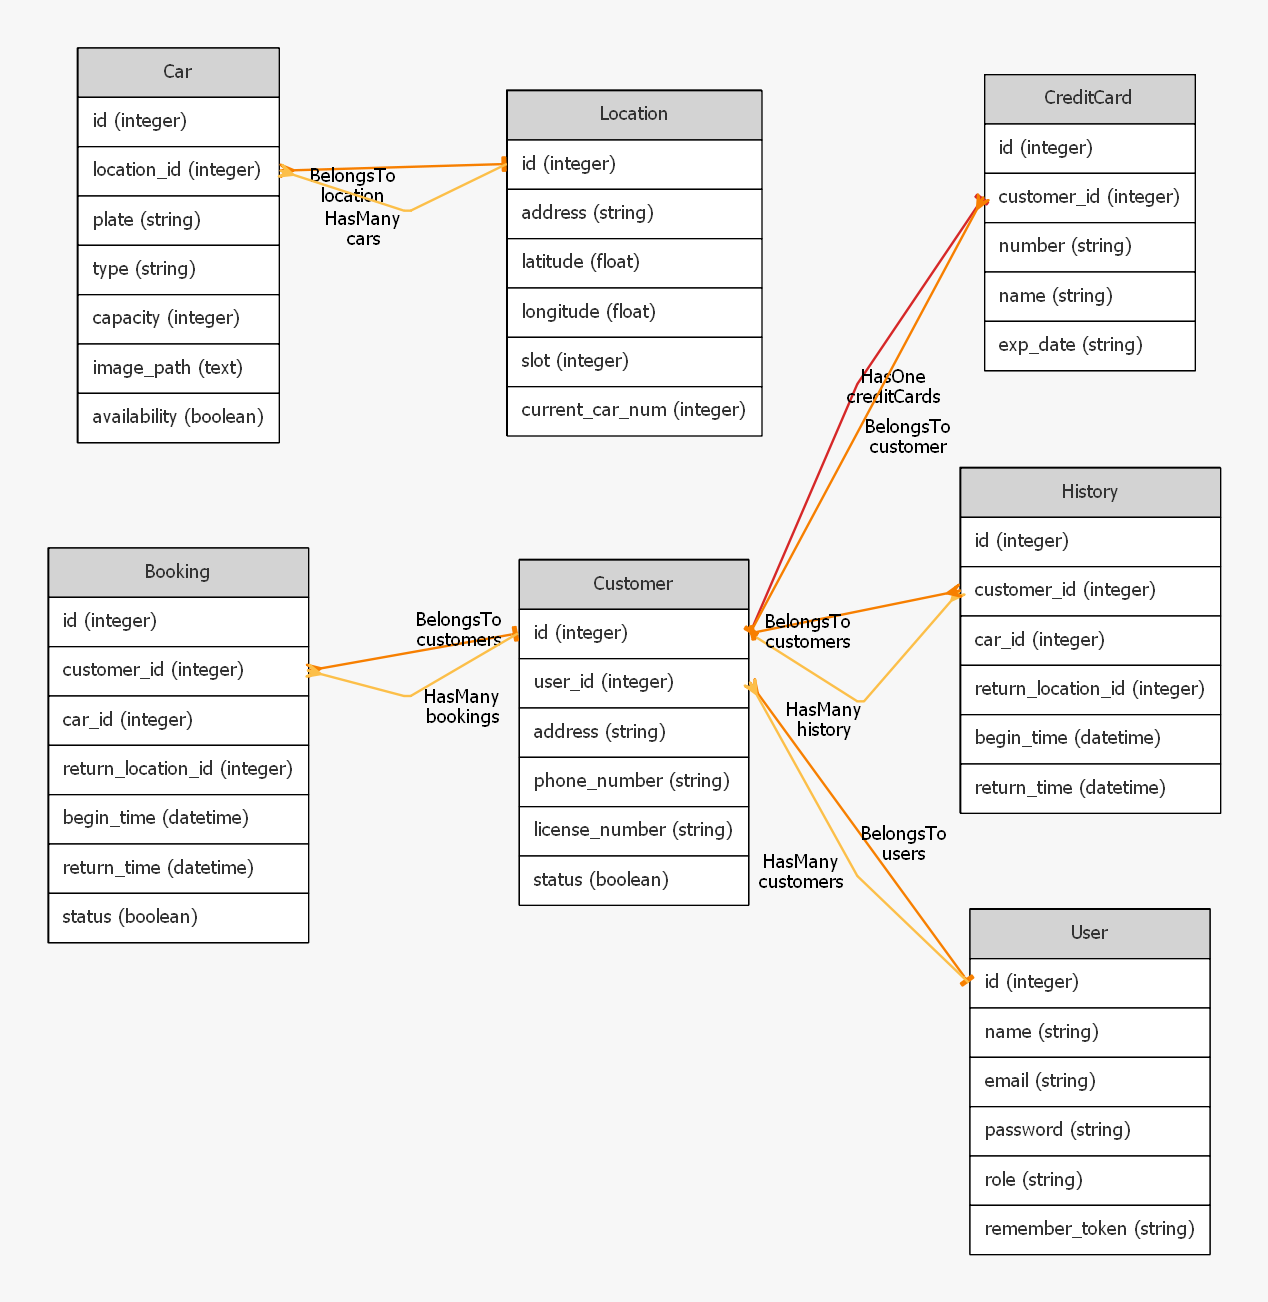 Car
id (integer)
location_id (integer)
plate (string)
type (string)
capacity (integer)
image_path (text)
availability (boolean)
BelongsTo
location
HasMany
cars
Location
id (integer)
address (string)
latitude (float)
longitude (float)
slot (integer)
current_car_num (integer)
CreditCard
id (integer)
customer_id (integer)
number (string)
name (string)
exp_date (string)
HasOne
creditCards
BelongsTo
customer
Booking
id (integer)
customer_id (integer)
car_id (integer)
return_location_id (integer)
begin_time (datetime)
return_time (datetime)
status (boolean)
BelongsTo
customers
HasMany
bookings
Customer
id (integer)
user_id (integer)
address (string)
phone_number (string)
license_number (string)
status (boolean)
BelongsTo
customers
HasMany
history
History
id (integer)
customer_id (integer)
car_id (integer)
return_location_id (integer)
begin_time (datetime)
return_time (datetime)
BelongsTo
users
HasMany
customers
User
id (integer)
name (string)
email (string)
password (string)
role (string)
remember_token (string)